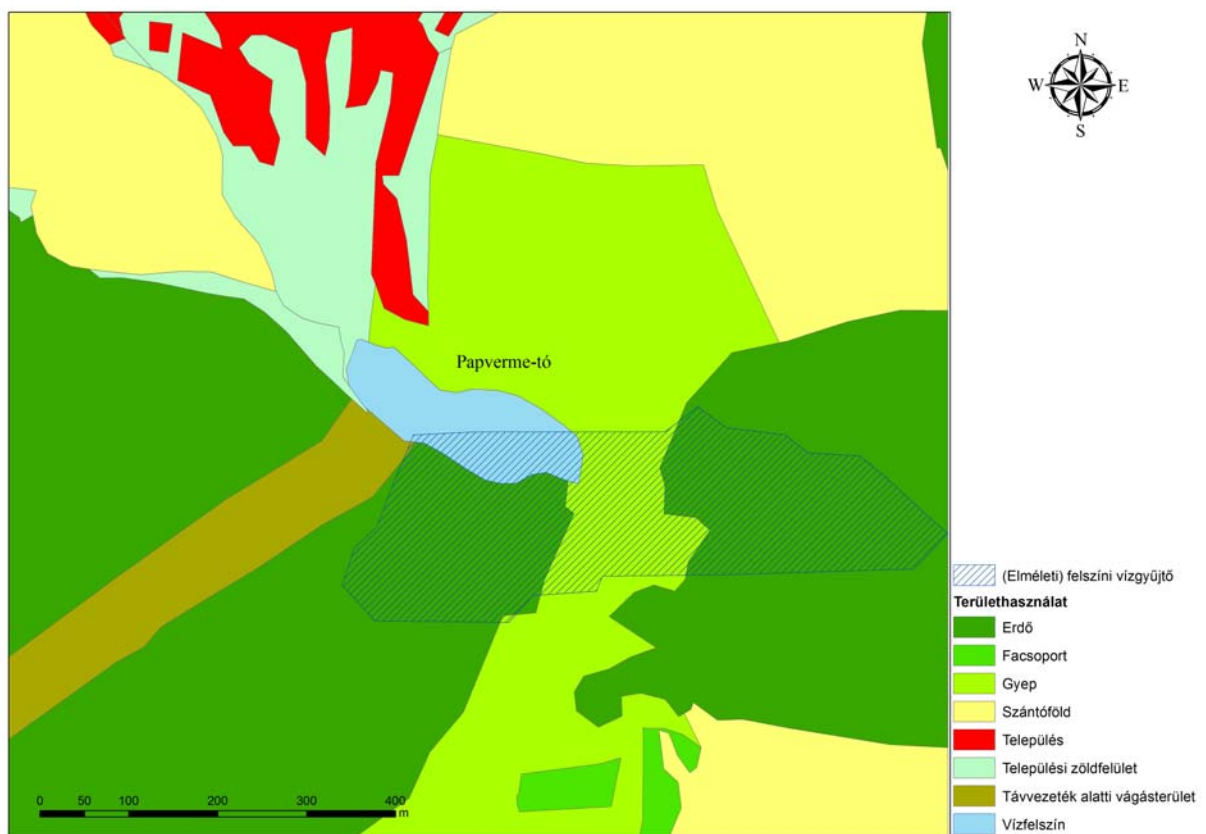 N
W E
S
Papverme-tó
(Elméleti) felszíni vízgyűjtő
Területhasználat
Erdő
Facsoport
Gyep
Szántóföld
Település
Települési zöldfelület
Távvezeték alatti vágásterület
Vízfelszín
0 50 100 200 300 400
m